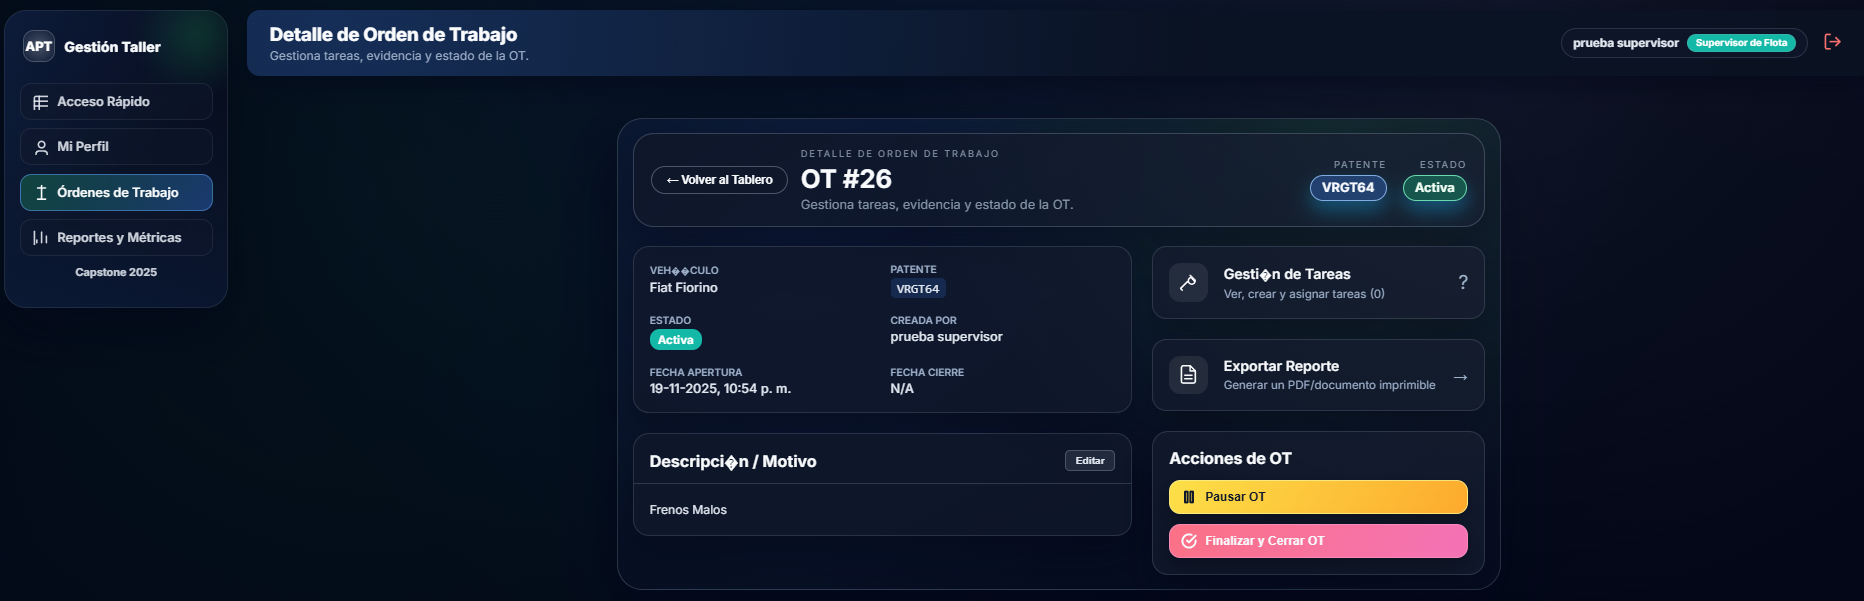 APT Gestión Taller
Acceso Rápido
Mi Perfil
Órdenes de Trabajo
Reportes y Métricas
Capstone 2025
Detalle de Orden de Trabajo
Gestiona tareas, evidencia y estado de la OT.
prueba supervisor Supervisor de Flota
← Volver al Tablero
DETALLE DE ORDEN DE TRABAJO
OT #26
Gestiona tareas, evidencia y estado de la OT.
PATENTE
VRGT64
ESTADO
Activa
VEH��CULO
Fiat Fiorino
PATENTE
VRGT64
ESTADO
Activa
CREADA POR
prueba supervisor
FECHA APERTURA
19-11-2025, 10:54 p. m.
FECHA CIERRE
N/A
Descripci�n / Motivo
Editar
Frenos Malos
Gesti�n de Tareas
Ver, crear y asignar tareas (0)
?
Exportar Reporte
Generar un PDF/documento imprimible
→
Acciones de OT
Pausar OT
Finalizar y Cerrar OT